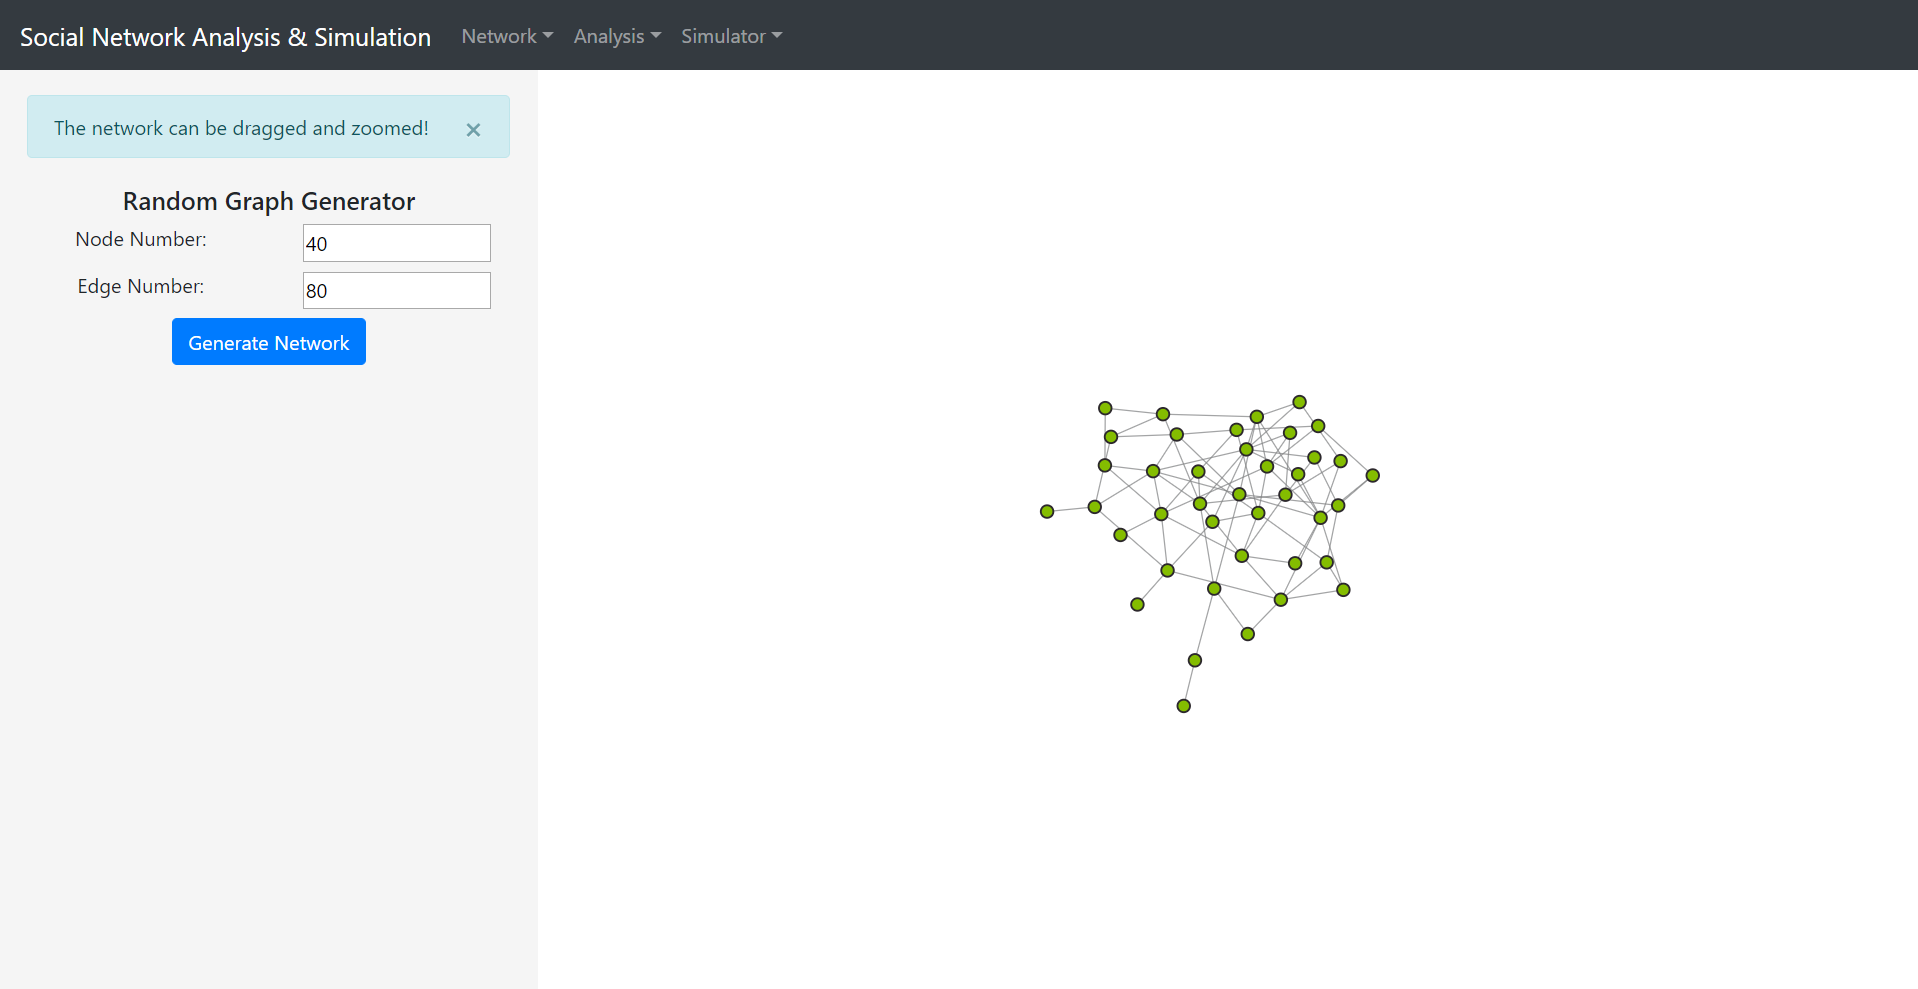 Social Network Analysis & Simulation Network Analysis Simulator
The network can be dragged and zoomed! ×
Random Graph Generator
Node Number: 40
Edge Number: 80
Generate Network